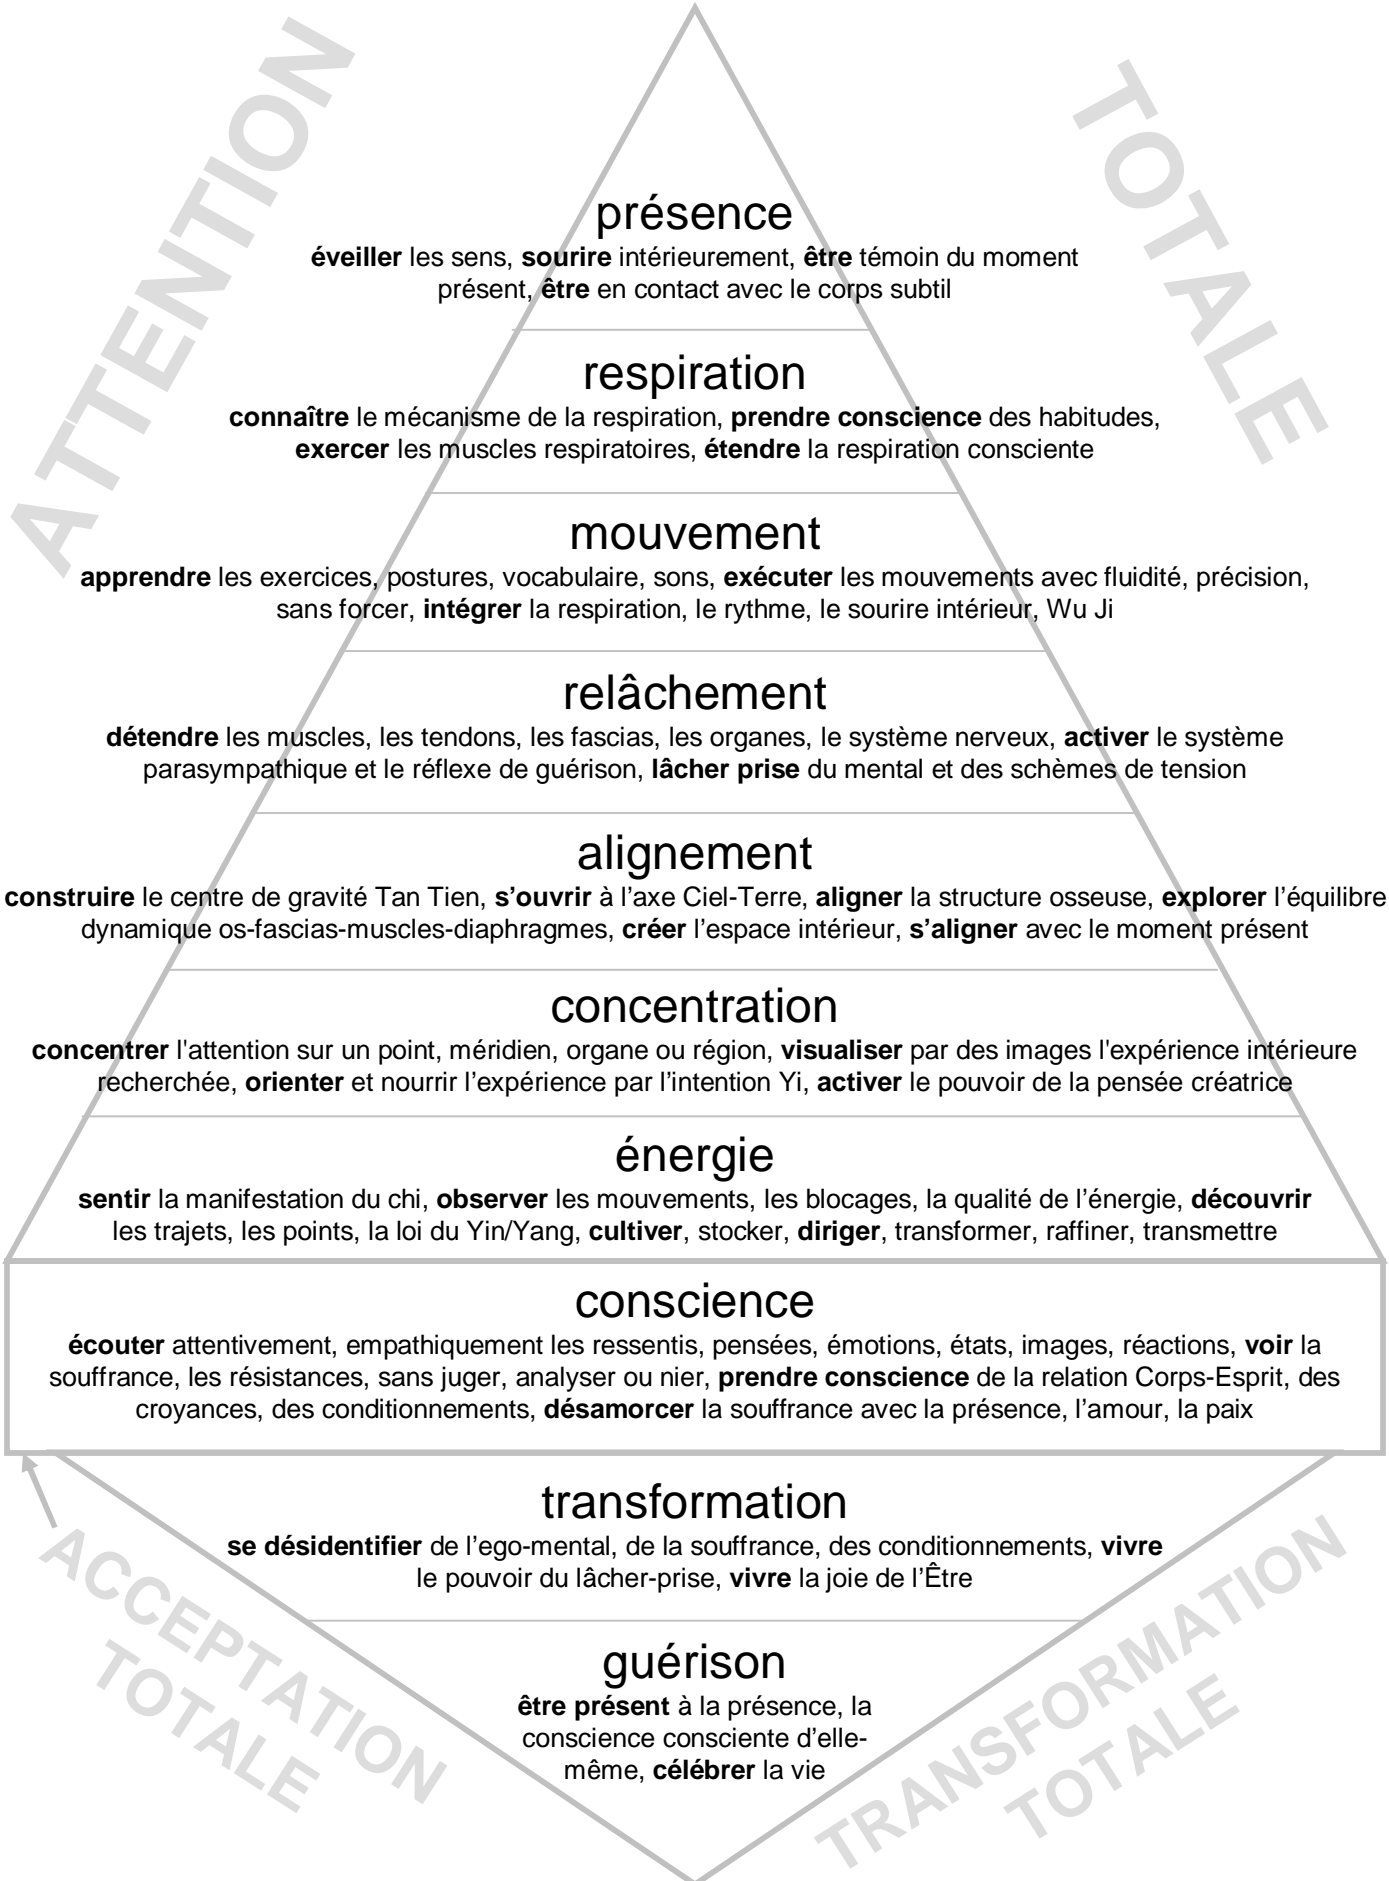 ATTENTION
TOTALE
présence
éveiller les sens, sourire intérieurement, être témoin du moment
présent, être en contact avec le corps subtil
respiration
connaître le mécanisme de la respiration, prendre conscience des habitudes,
exercer les muscles respiratoires, étendre la respiration consciente
mouvement
apprendre les exercices, postures, vocabulaire, sons, exécuter les mouvements avec fluidité, précision,
sans forcer, intégrer la respiration, le rythme, le sourire intérieur, Wu Ji
relâchement
détendre les muscles, les tendons, les fascias, les organes, le système nerveux, activer le système
parasympathique et le réflexe de guérison, lâcher prise du mental et des schèmes de tension
alignement
construire le centre de gravité Tan Tien, s’ouvrir à l’axe Ciel-Terre, aligner la structure osseuse, explorer l’équilibre
dynamique os-fascias-muscles-diaphragmes, créer l’espace intérieur, s’aligner avec le moment présent
concentration
concentrer l'attention sur un point, méridien, organe ou région, visualiser par des images l'expérience intérieure
recherchée, orienter et nourrir l’expérience par l’intention Yi, activer le pouvoir de la pensée créatrice
énergie
sentir la manifestation du chi, observer les mouvements, les blocages, la qualité de l’énergie, découvrir
les trajets, les points, la loi du Yin/Yang, cultiver, stocker, diriger, transformer, raffiner, transmettre
conscience
écouter attentivement, empathiquement les ressentis, pensées, émotions, états, images, réactions, voir la
souffrance, les résistances, sans juger, analyser ou nier, prendre conscience de la relation Corps-Esprit, des
croyances, des conditionnements, désamorcer la souffrance avec la présence, l’amour, la paix
transformation
se désidentifier de l’ego-mental, de la souffrance, des conditionnements, vivre
le pouvoir du lâcher-prise, vivre la joie de l’Être
guérison
être présent à la présence, la
conscience consciente d’elle-
même, célébrer la vie
ACCEPTATION
TOTALE
TRANSFORMATION
TOTALE